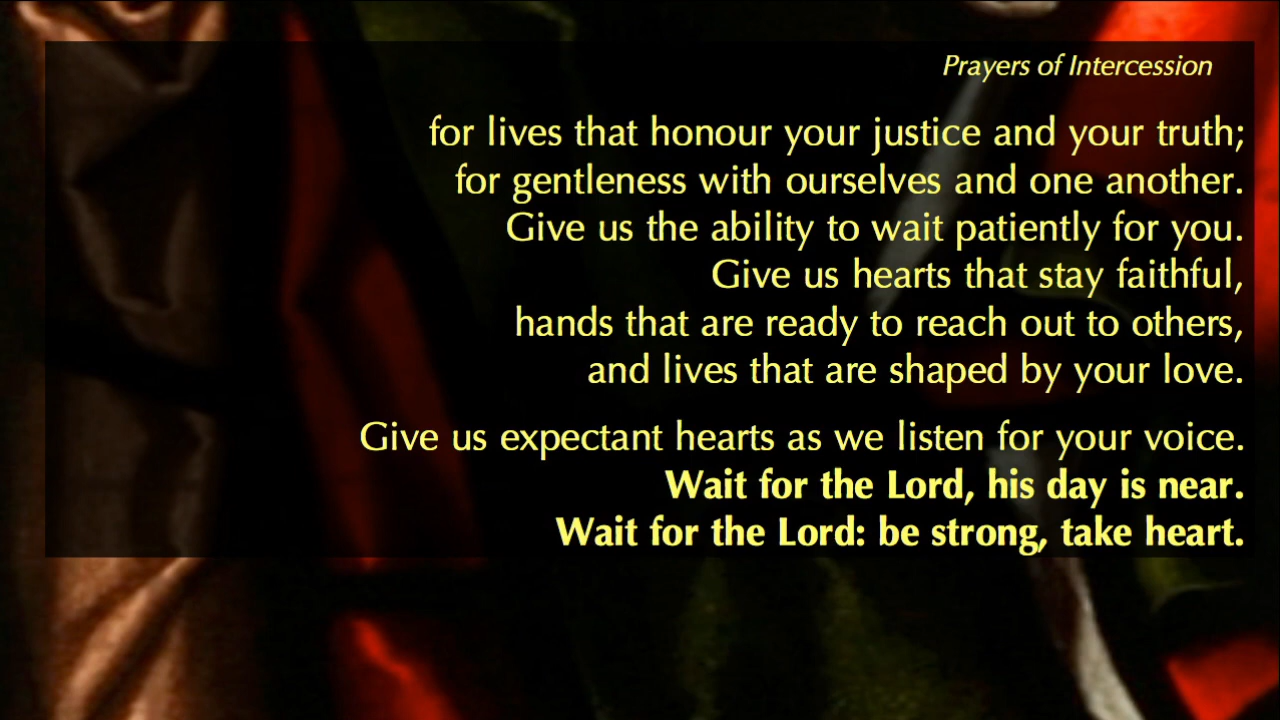 Prayers of Intercession
for lives that honour your justice and your truth;
for gentleness with ourselves and one another.
Give us the ability to wait patiently for you.
Give us hearts that stay faithful,
hands that are ready to reach out to others,
and lives that are shaped by your love.
Give us expectant hearts as we listen for your voice.
Wait for the Lord, his day is near.
Wait for the Lord: be strong, take heart.